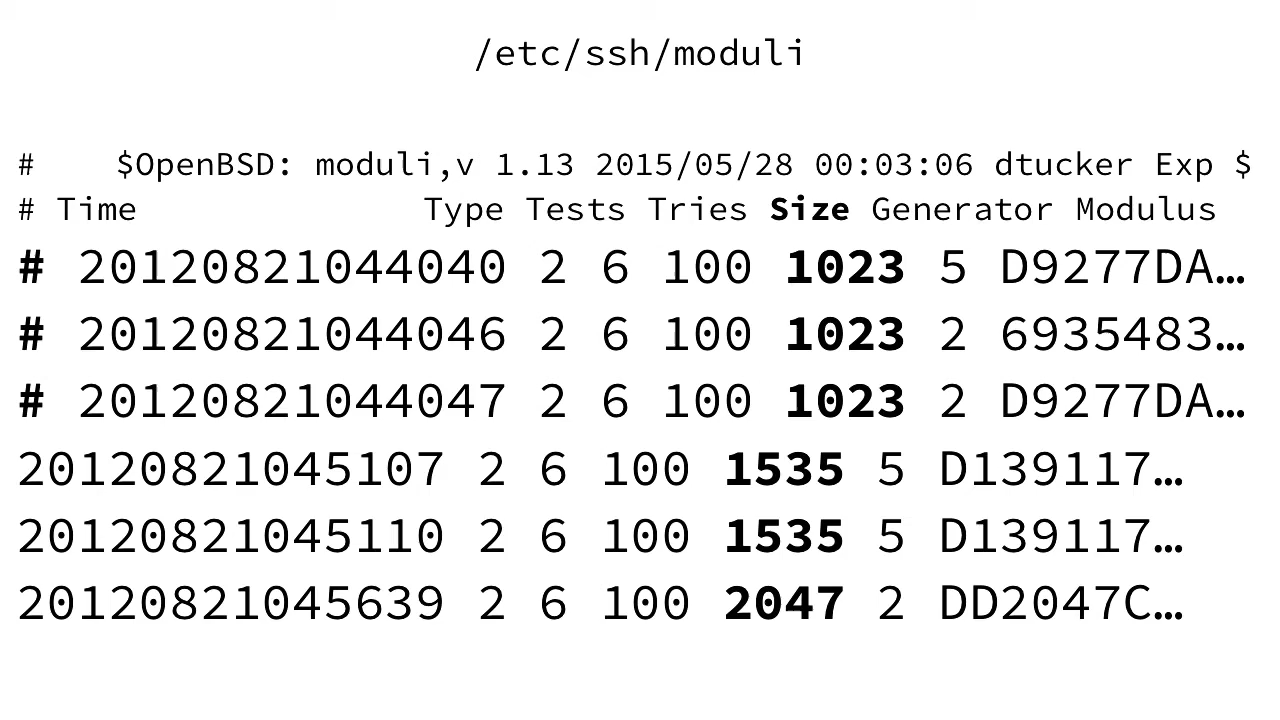 /etc/ssh/moduli
# $OpenBSD: moduli,v 1.13 2015/05/28 00:03:06 dtucker Exp $
# Time Type Tests Tries Size Generator Modulus
# 20120821044040 2 6 100 1023 5 D9277DA…
# 20120821044046 2 6 100 1023 2 6935483…
# 20120821044047 2 6 100 1023 2 D9277DA…
20120821045107 2 6 100 1535 5 D139117…
20120821045110 2 6 100 1535 5 D139117…
20120821045639 2 6 100 2047 2 DD2047C…